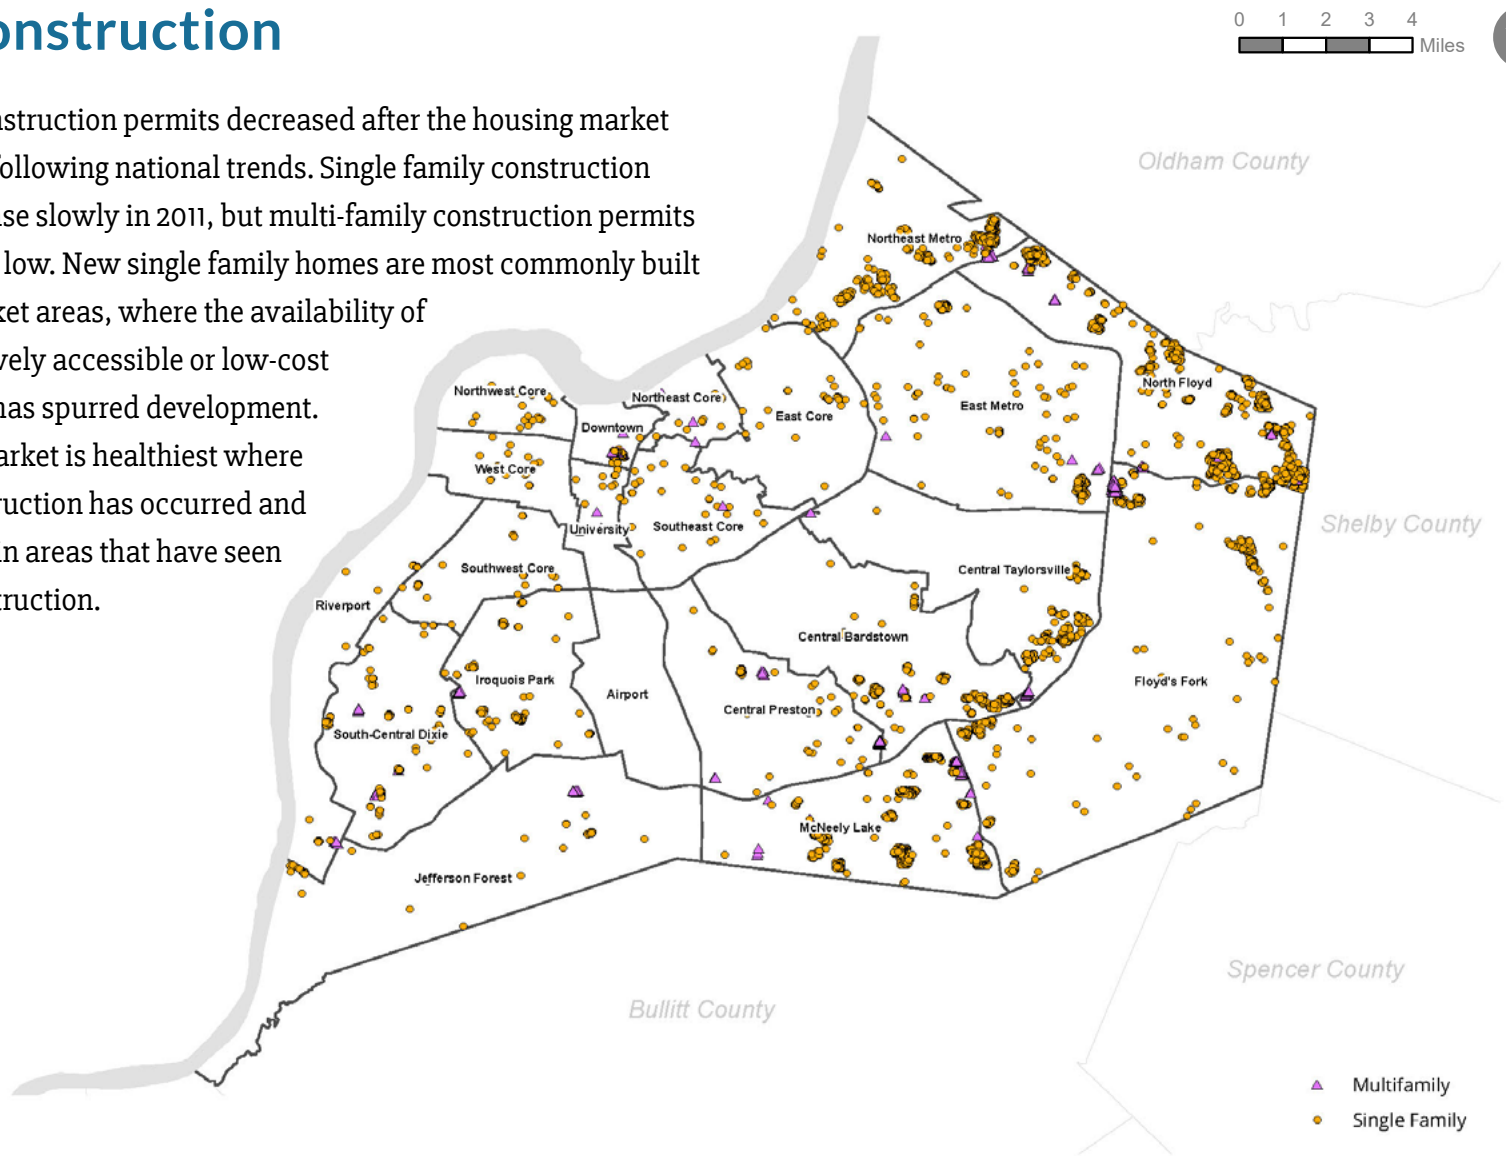 onstruction
0 1 2 3 4
Miles
nstruction permits decreased after the housing market
following national trends. Single family construction
ise slowly in 2011, but multi-family construction permits
low. New single family homes are most commonly built
ket areas, where the availability of
vely accessible or low-cost
has spurred development.
arket is healthiest where
ruction has occurred and
in areas that have seen
truction.
Oldham County
Northeast Metro
North Floyd
Northwest Core
Northeast Core
East Core
East Metro
Downtown
West Core
University
Southeast Core
Shelby County
Southwest Core
Central Taylorsville
Riverport
Central Bardstown
Iroquois Park
Airport
Floyd's Fork
Central Preston
South-Central Dixie
McNeely Lake
Jefferson Forest
Spencer County
Bullitt County
Multifamily
Single Family